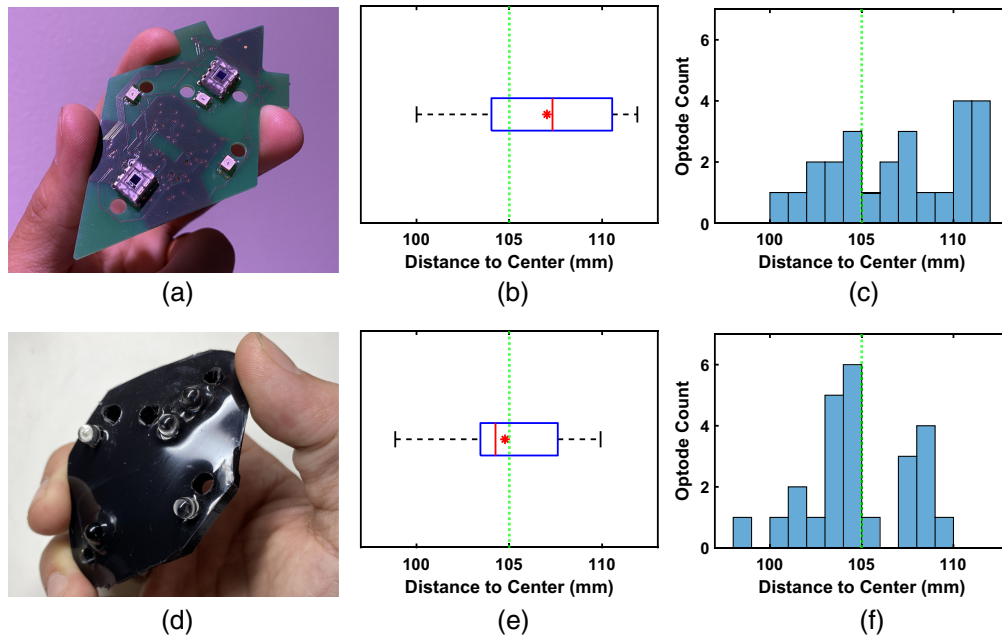 (a)
100
105
110
Distance to Center (mm)
(b)
6
4
2
0
Optode Count
100
105
110
Distance to Center (mm)
(c)
(d)
100
105
110
Distance to Center (mm)
(e)
6
4
2
0
Optode Count
100
105
110
Distance to Center (mm)
(f)